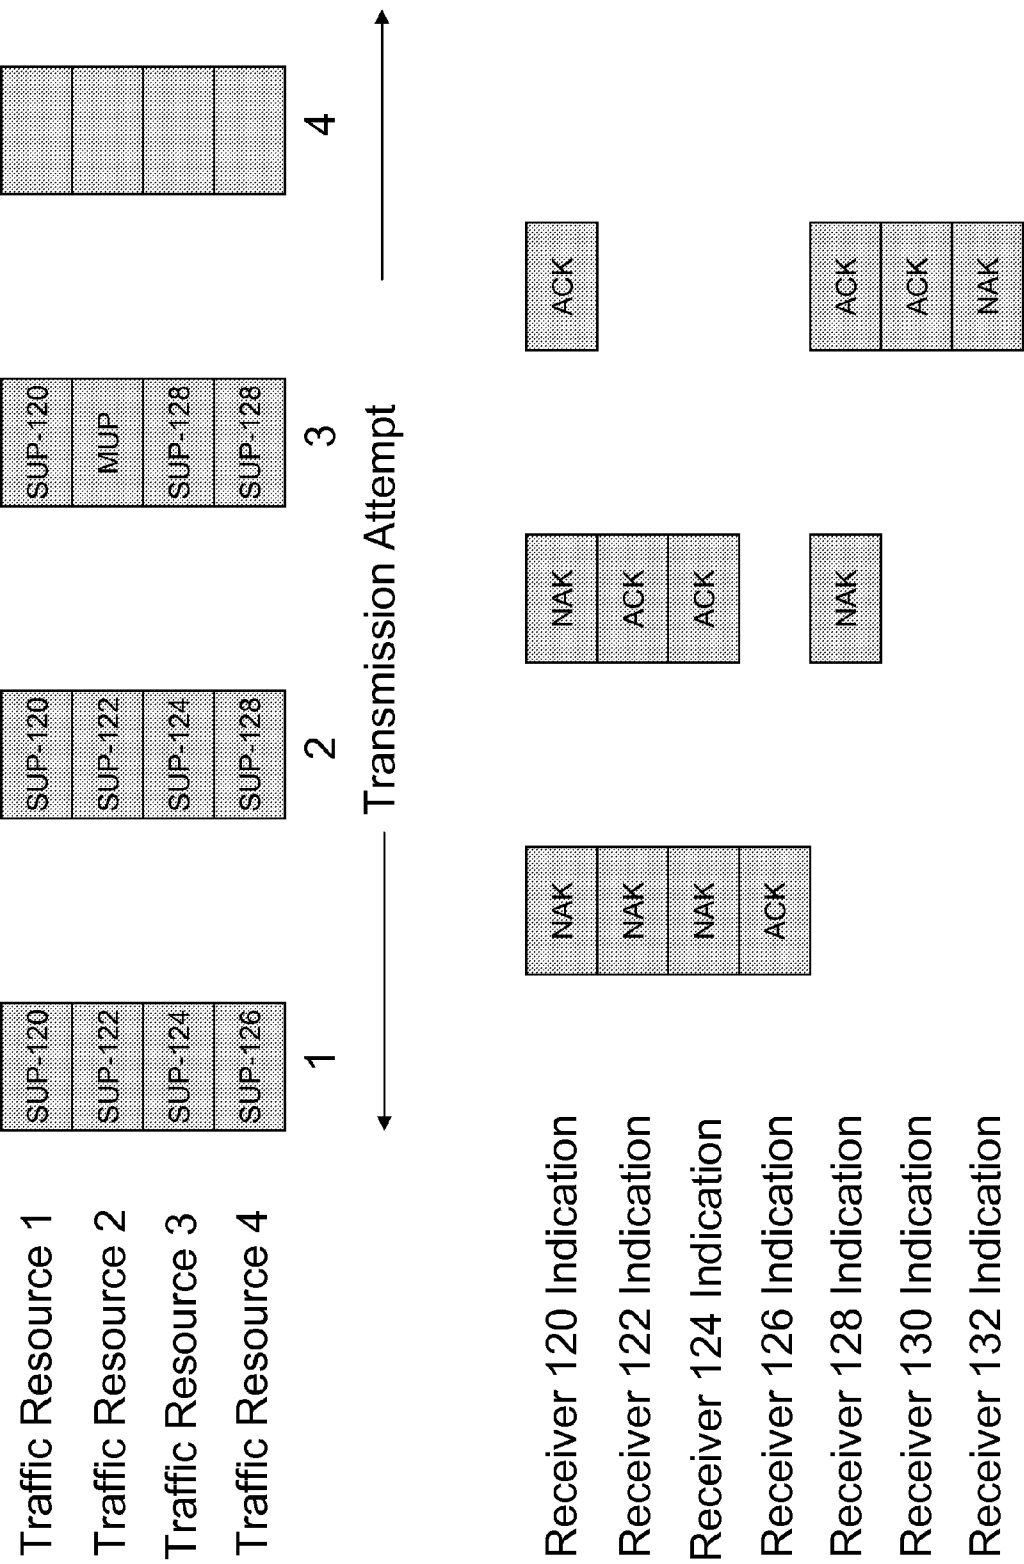 Traffic Resource 1 SUP-120 SUP-120 SUP-120
Traffic Resource 2 SUP-122 SUP-122 MUP
Traffic Resource 3 SUP-124 SUP-124 SUP-128
Traffic Resource 4 SUP-126 SUP-128 SUP-128
1 2 3 4
Transmission Attempt
Receiver 120 Indication NAK NAK ACK
Receiver 122 Indication NAK ACK
Receiver 124 Indication NAK ACK
Receiver 126 Indication ACK
Receiver 128 Indication NAK ACK
Receiver 130 Indication ACK
Receiver 132 Indication NAK